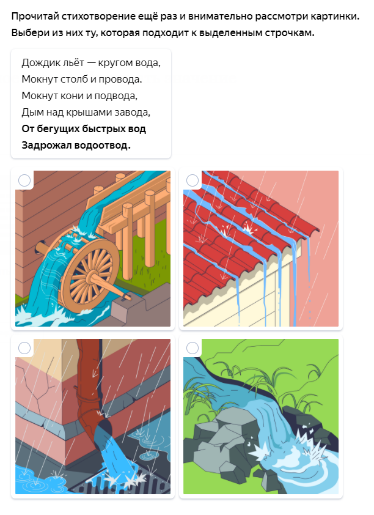 Прочитай стихотворение ещё раз и внимательно рассмотри картинки.
Выбери из них ту, которая подходит к выделенным строчкам.
Дождик льёт — кругом вода,
Мокнут столб и провода.
Мокнут кони и подвода,
Дым над крышами завода,
От бегущих быстрых вод
Задрожал водоотвод.